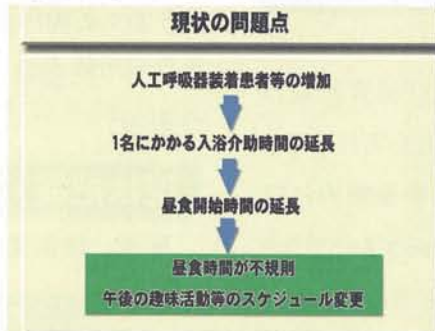 現状の問題点
人工呼吸器装着患者等の増加
1名にかかる入浴介助時間の延長
昼食開始時間の延長
昼食時間が不規則
午後の趣味活動等のスケジュール変更